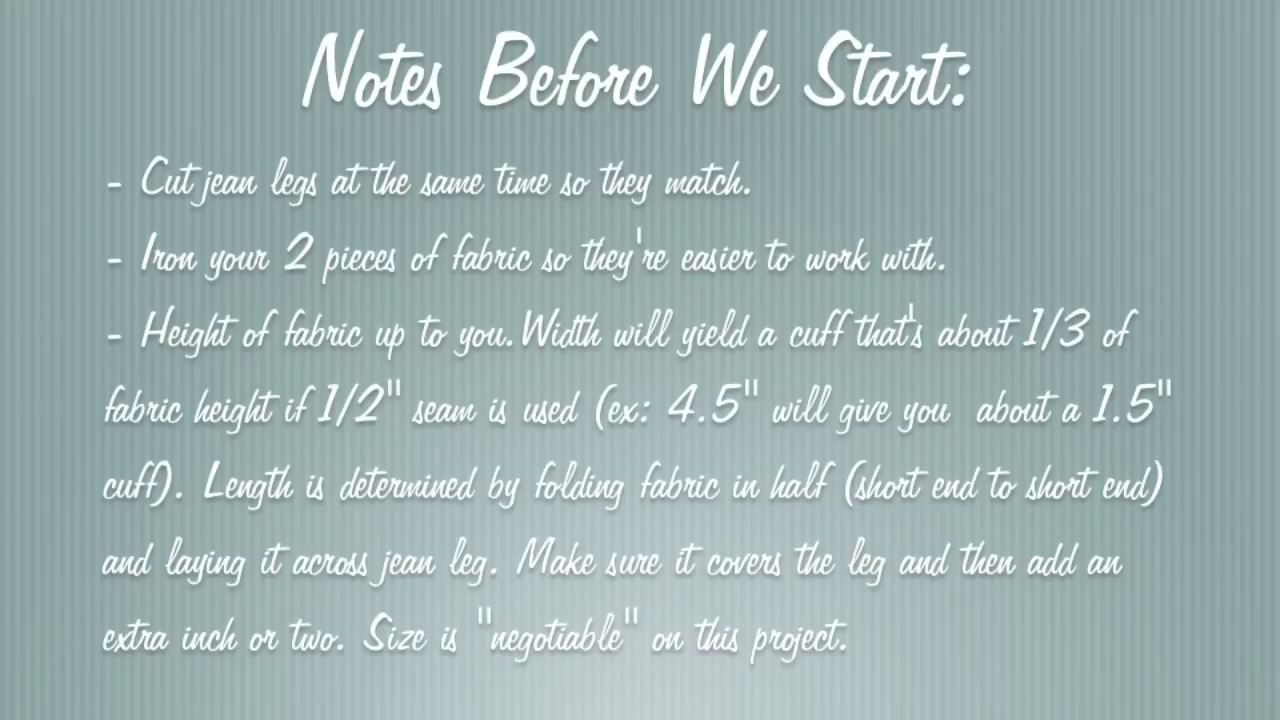 Notes Before We Start:
- Cut jean legs at the same time so they match.
- Iron your 2 pieces of fabric so they're easier to work with.
- Height of fabric up to you. Width will yield a cuff that's about 1/3 of
fabric height if 1/2" seam is used (ex: 4.5" will give you about a 1.5"
cuff). Length is determined by folding fabric in half (short end to short end)
and laying it across jean leg. Make sure it covers the leg and then add an
extra inch or two. Size is "negotiable" on this project.